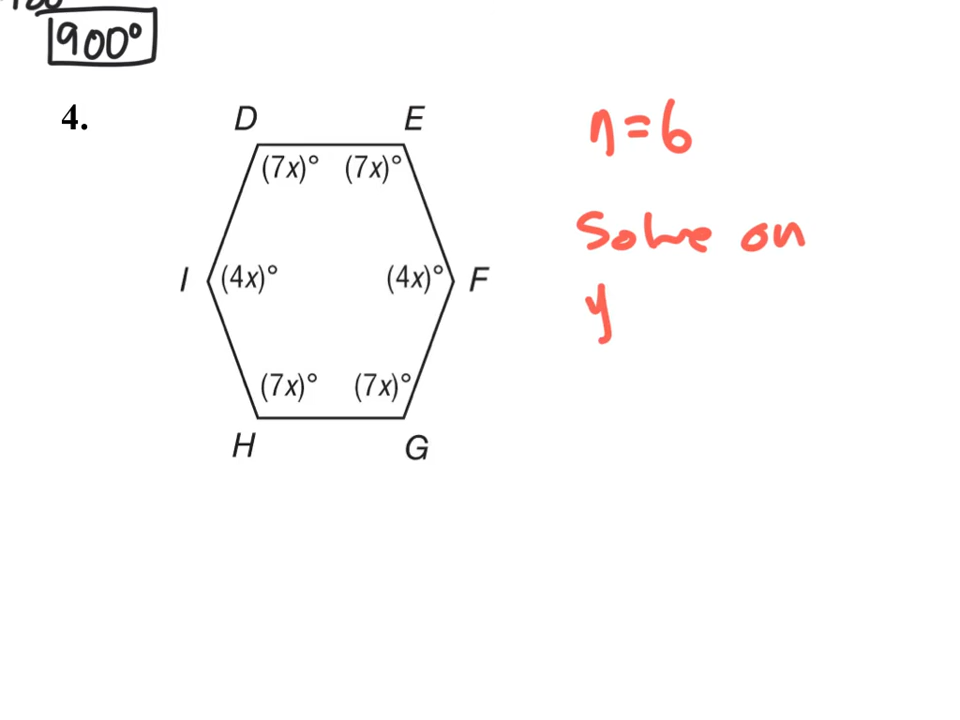 900°
4.
D E
n=6
(7x)° (7x)°
Solve on
I (4x)° (4x)° F
y
(7x)° (7x)°
H G